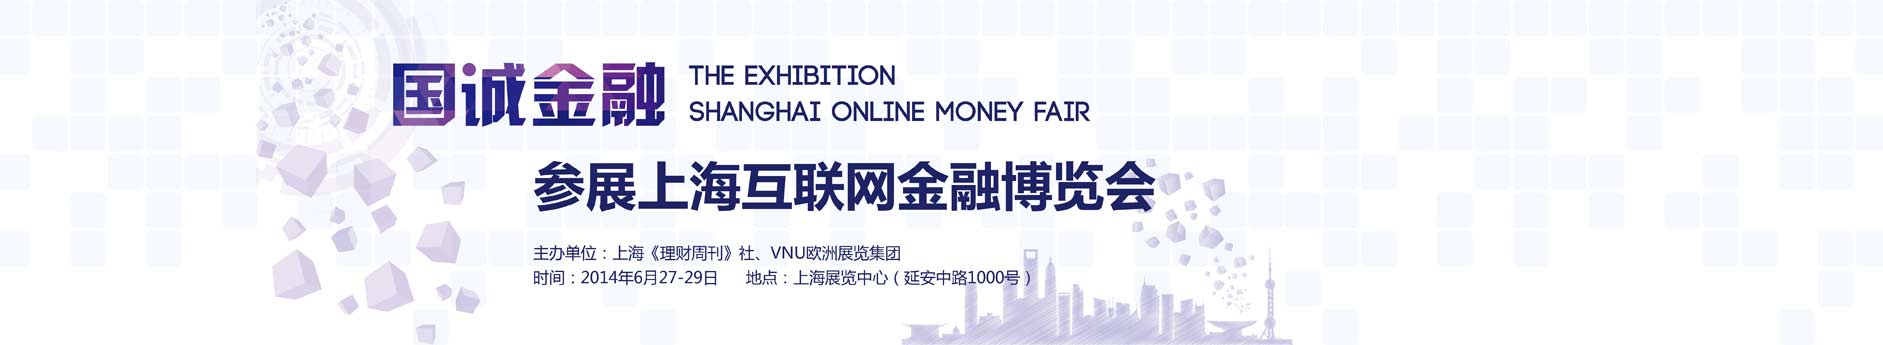 国诚金融
THE EXHIBITION
SHANGHAI ONLINE MONEY FAIR
参展上海互联网金融博览会
主办单位：上海《理财周刊》社、VNU欧洲展览集团
时间：2014年6月27-29日 地点：上海展览中心（延安中路1000号）